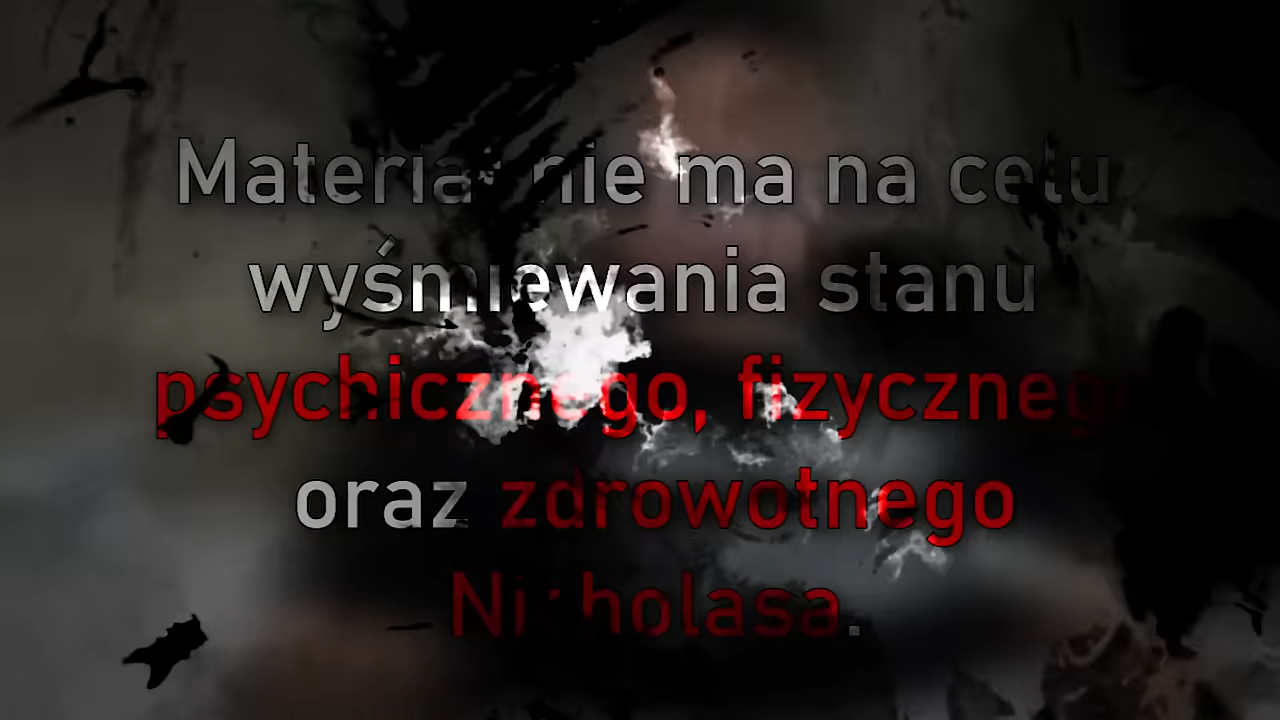 Materiał nie ma na celu
wyśmiewania stanu
psychicznego, fizycznego
oraz zdrowotnego
Nicholasa.